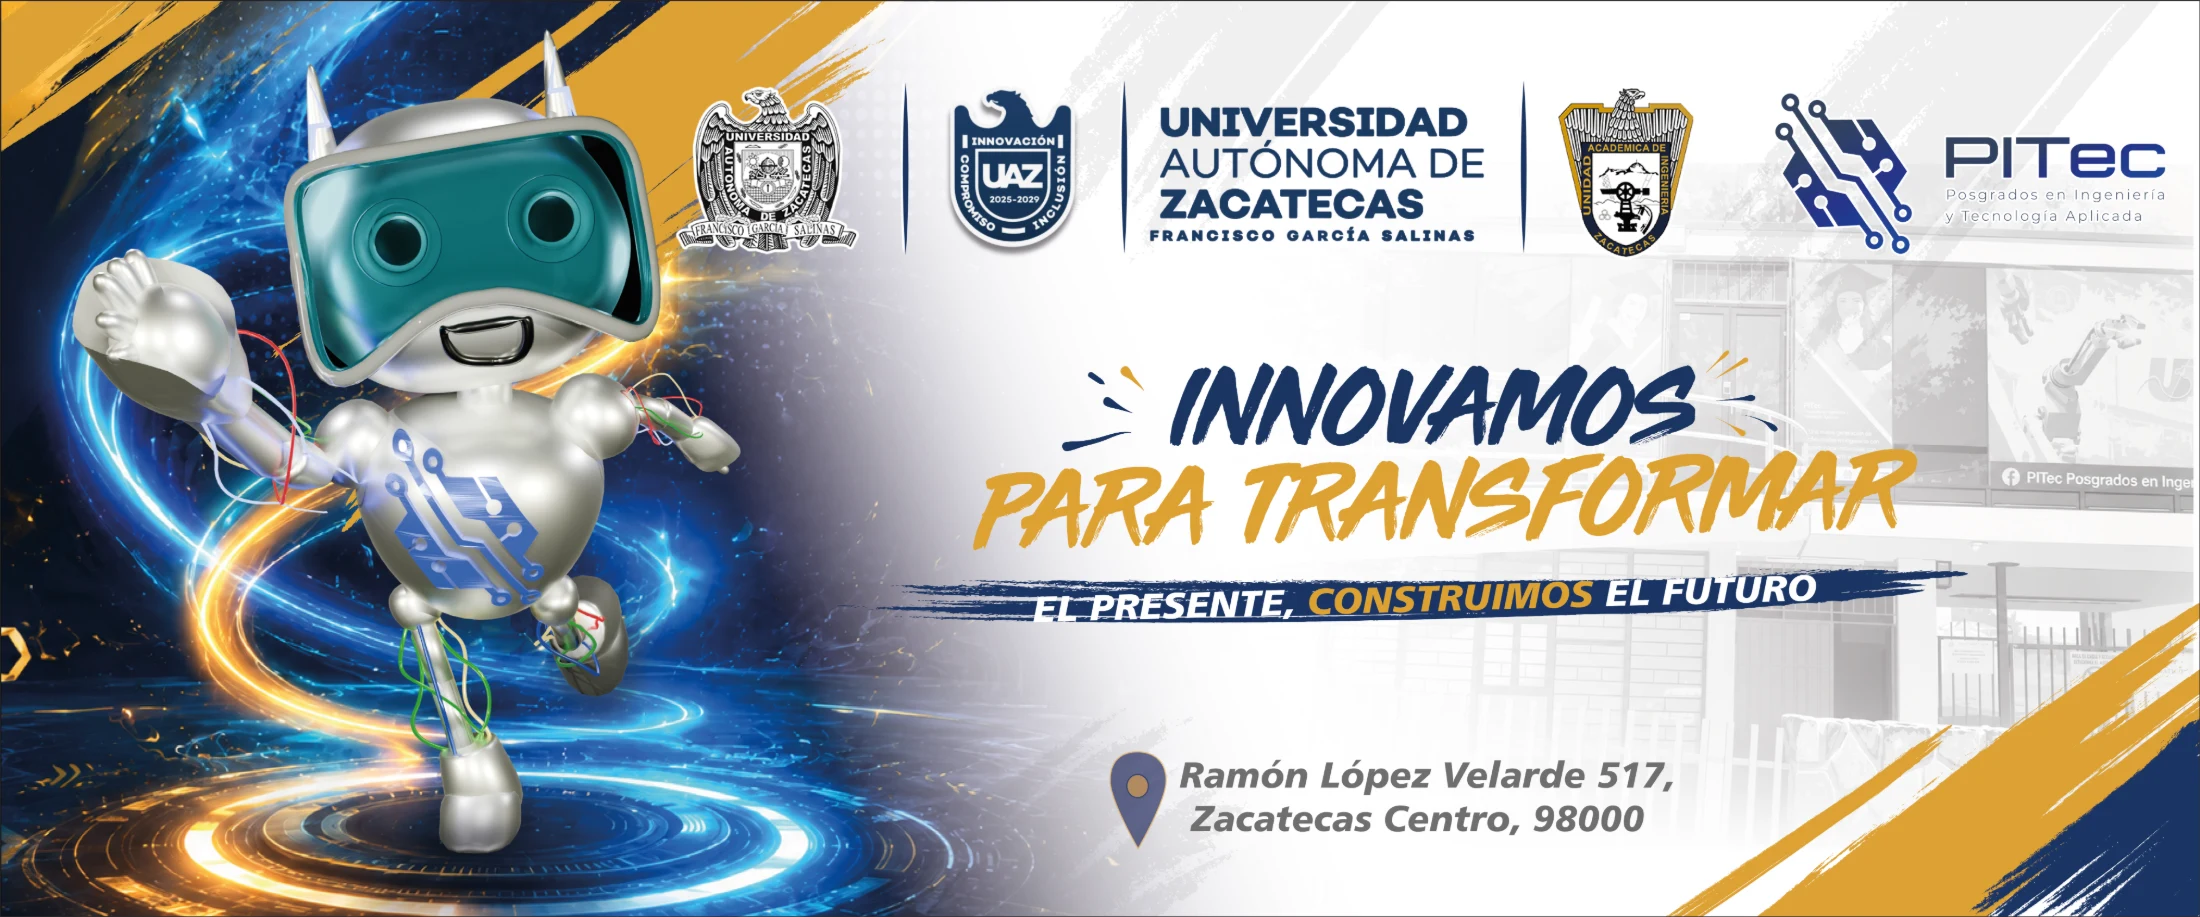 UNIVERSIDAD
AUTÓNOMA DE ZACATECAS
FRANCISCO GARCÍA SALINAS
INNOVACIÓN
COMPROMISO
UAZ
2025-2029
INCLUSIÓN
UNIVERSIDAD
AUTÓNOMA DE
ZACATECAS
FRANCISCO GARCÍA SALINAS
UNIDAD
ACADEMICA DE
INGENIERIA
ZACATECAS
PITec
Posgrados en Ingeniería
y Tecnología Aplicada
INNOVAMOS
PARA TRANSFORMAR
PITec Posgrados en Inger
EL PRESENTE, CONSTRUIMOS EL FUTURO
Ramón López Velarde 517,
Zacatecas Centro, 98000